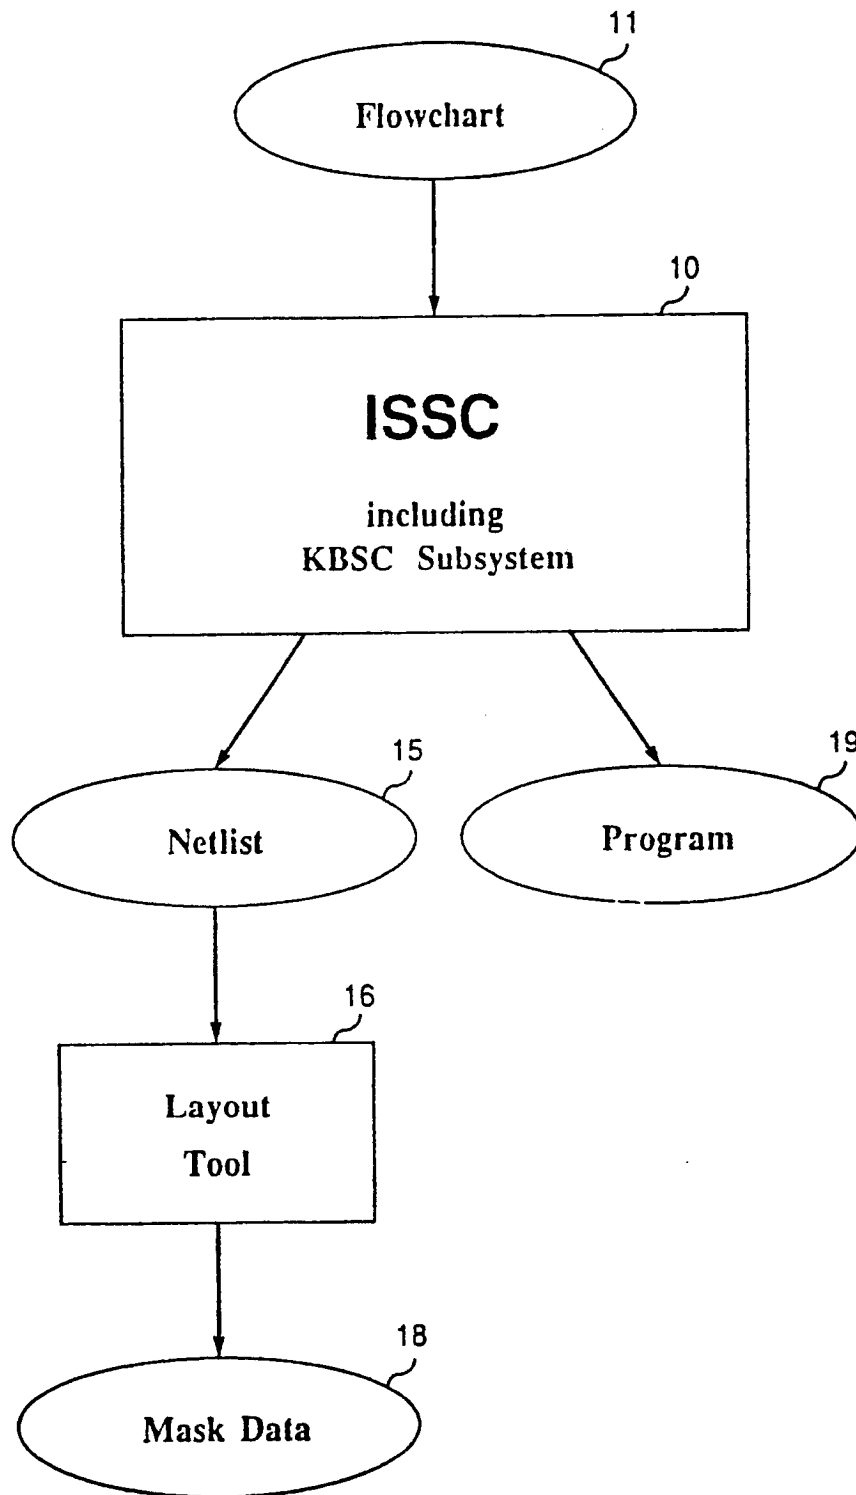 11
Flowchart
10
ISSC
including
KBSC Subsystem
15
Netlist
19
Program
16
Layout
Tool
18
Mask Data